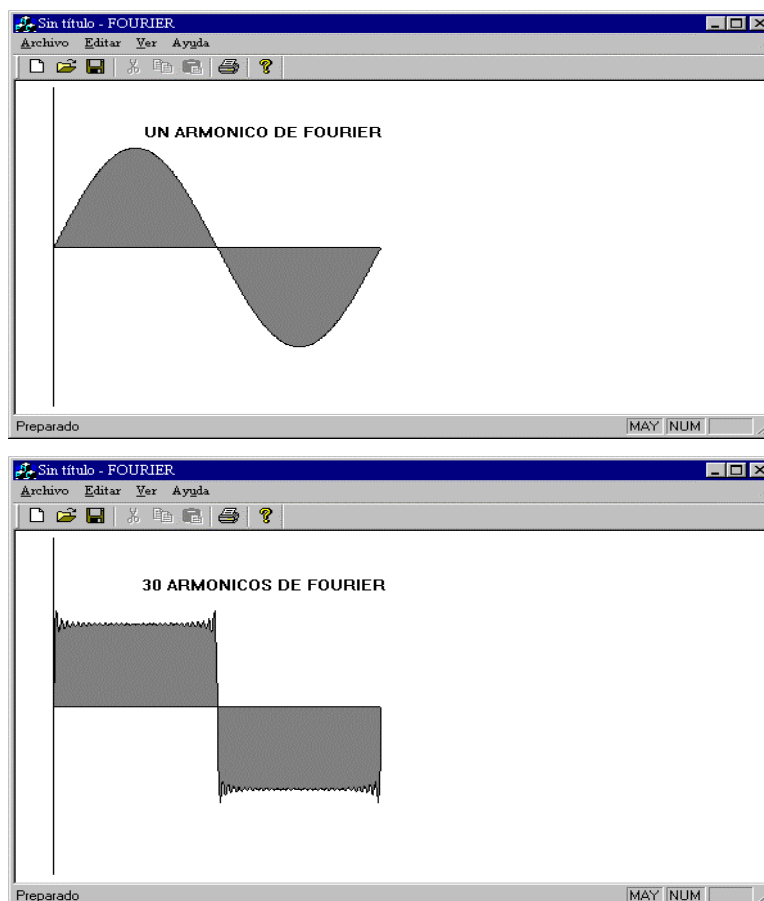 Sin título - FOURIER
Archivo Editar Ver Ayuda
UN ARMONICO DE FOURIER
Preparado MAY NUM
Sin título - FOURIER
Archivo Editar Ver Ayuda
30 ARMONICOS DE FOURIER
Preparado MAY NUM